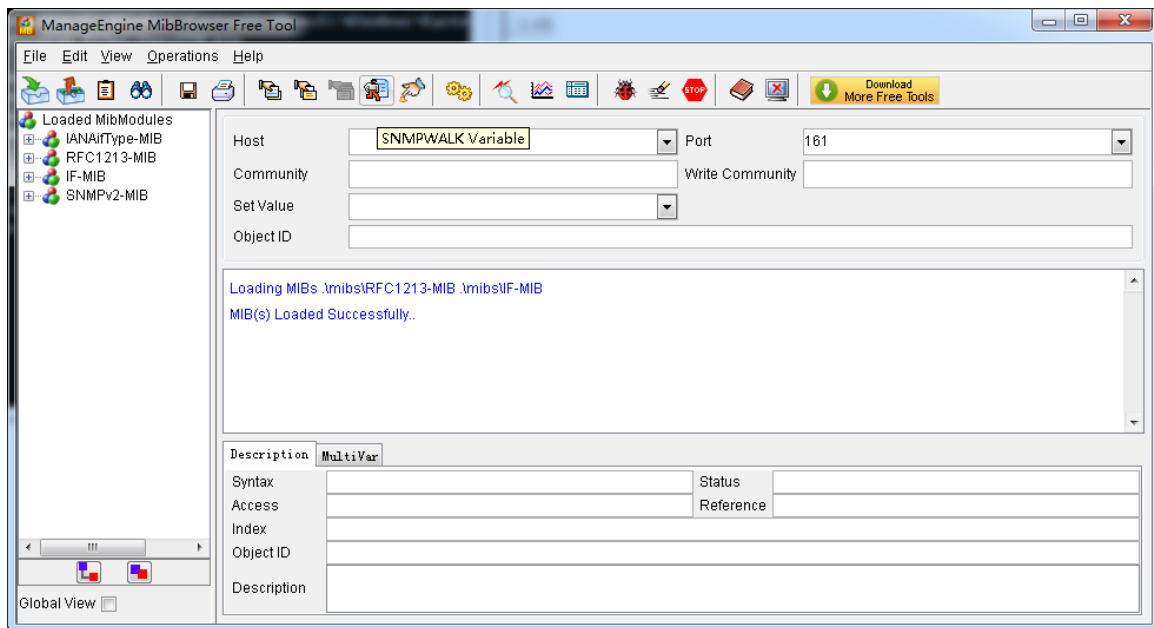 ManageEngine MibBrowser Free Tool
File Edit View Operations Help
STOP
Download
More Free Tools
Loaded MibModules
IANAifType-MIB
RFC1213-MIB
IF-MIB
SNMPv2-MIB
Host SNMPWALK Variable Port 161
Community Write Community
Set Value
Object ID
Loading MIBs .\mibs\RFC1213-MIB .\mibs\IF-MIB
MIB(s) Loaded Successfully..
Description MultiVar
Syntax Status
Access Reference
Index
Object ID
Description
Global View